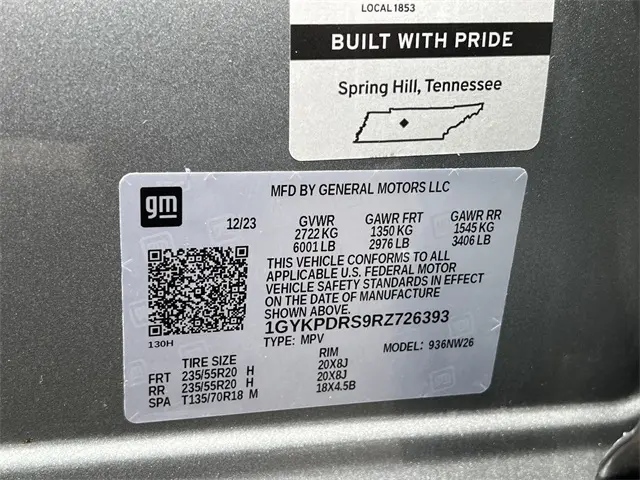 LOCAL 1853
BUILT WITH PRIDE
Spring Hill, Tennessee
gm
MFD BY GENERAL MOTORS LLC
12/23
GVWR GAWR FRT GAWR RR
2722 KG 1350 KG 1545 KG
6001 LB 2976 LB 3406 LB
THIS VEHICLE CONFORMS TO ALL
APPLICABLE U.S. FEDERAL MOTOR
VEHICLE SAFETY STANDARDS IN EFFECT
ON THE DATE OF MANUFACTURE
SHOWN ABOVE.
1GYKPDRS9RZ726393
130H
TYPE: MPV
MODEL: 936NW26
TIRE SIZE RIM
FRT 235/55R20 H 20X8J
RR 235/55R20 H 20X8J
SPA T135/70R18 M 18X4.5B